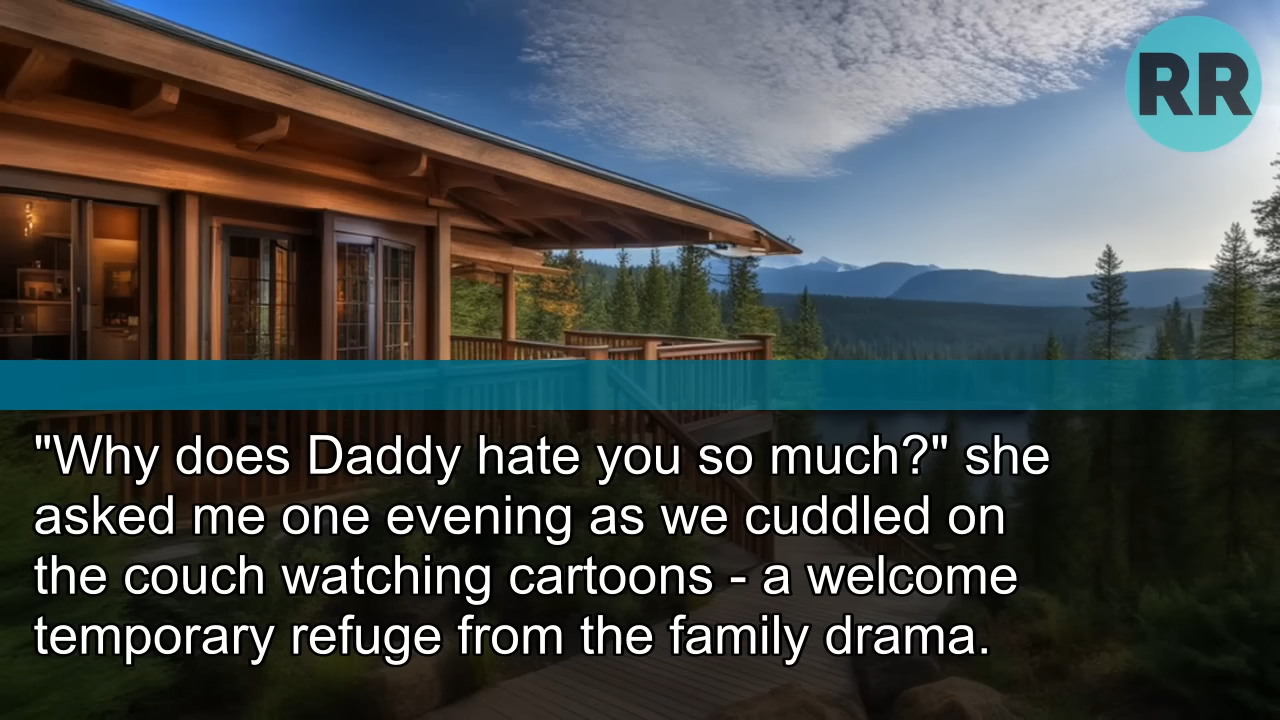 RR
"Why does Daddy hate you so much?" she
asked me one evening as we cuddled on
the couch watching cartoons - a welcome
temporary refuge from the family drama.